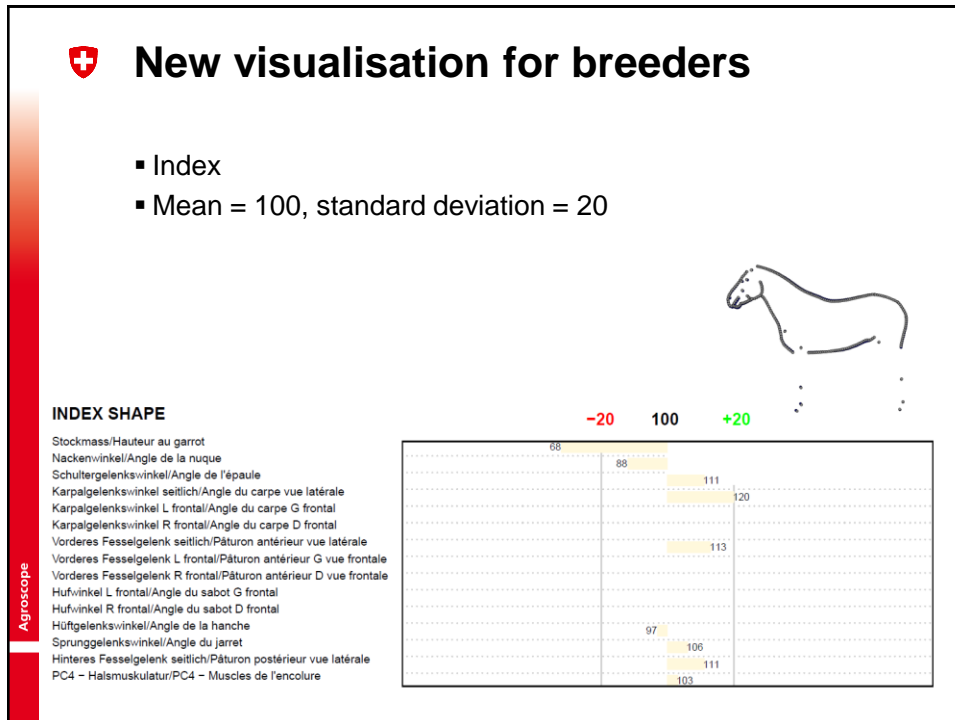 New visualisation for breeders
▪ Index
▪ Mean = 100, standard deviation = 20
INDEX SHAPE
−20 100 +20
Stockmass/Hauteur au garrot
68
Nackenwinkel/Angle de la nuque
88
Schultergelenkswinkel/Angle de l'épaule
111
Karpalgelenkswinkel seitlich/Angle du carpe vue latérale
120
Karpalgelenkswinkel L frontal/Angle du carpe G frontal
Karpalgelenkswinkel R frontal/Angle du carpe D frontal
Vorderes Fesselgelenk seitlich/Pâturon antérieur vue latérale
113
Vorderes Fesselgelenk L frontal/Pâturon antérieur G vue frontale
Vorderes Fesselgelenk R frontal/Pâturon antérieur D vue frontale
Hufwinkel L frontal/Angle du sabot G frontal
Hufwinkel R frontal/Angle du sabot D frontal
Hüftgelenkswinkel/Angle de la hanche
97
Sprunggelenkswinkel/Angle du jarret
106
Hinteres Fesselgelenk seitlich/Pâturon postérieur vue latérale
111
PC4 − Halsmuskulatur/PC4 − Muscles de l'encolure
103
Agroscope